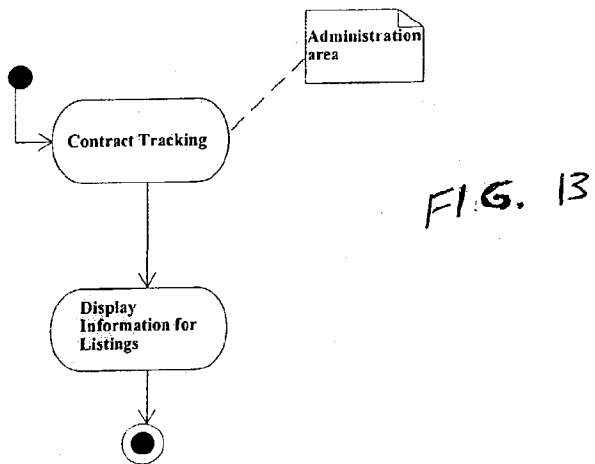 Administration
area
Contract Tracking
FIG. 13
Display
Information for
Listings